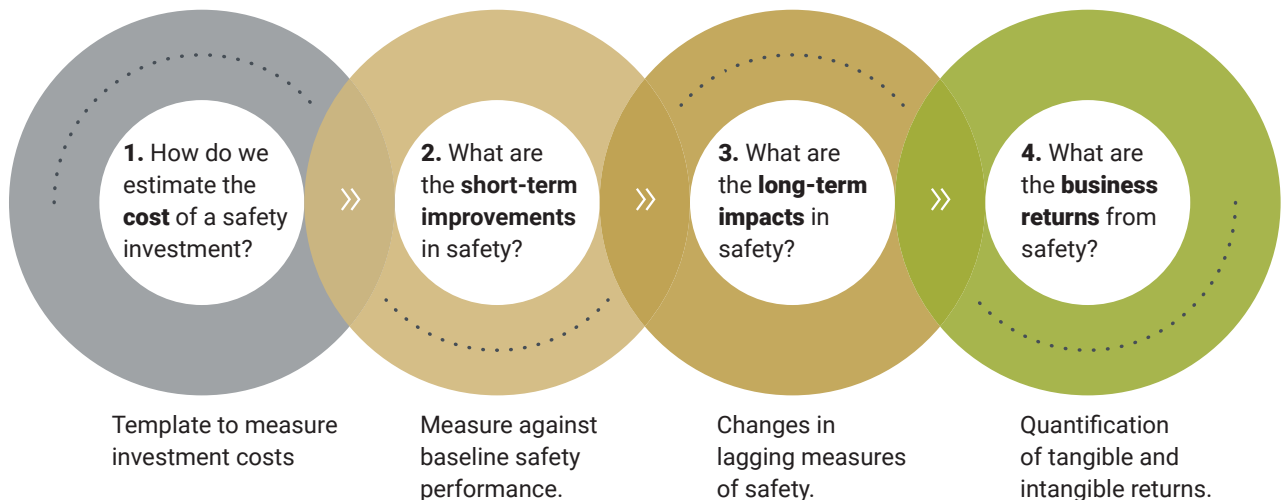 1. How do we
estimate the
cost of a safety
investment?
2. What are
the short-term
improvements
in safety?
3. What are
the long-term
impacts in
safety?
4. What are
the business
returns from
safety?
Template to measure
investment costs
Measure against
baseline safety
performance.
Changes in
lagging measures
of safety.
Quantification
of tangible and
intangible returns.